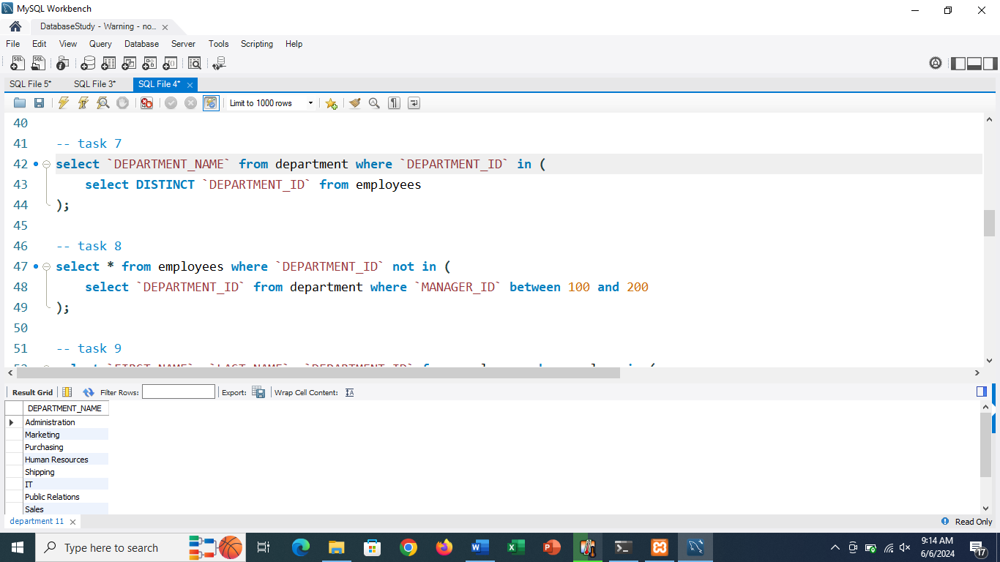 MySQL Workbench
DatabaseStudy - Warning - no...
File Edit View Query Database Server Tools Scripting Help
SQL File 5* SQL File 3* SQL File 4*
Limit to 1000 rows
40
41 -- task 7
42 select `DEPARTMENT_NAME` from department where `DEPARTMENT_ID` in (
43 select DISTINCT `DEPARTMENT_ID` from employees
44 );
45
46 -- task 8
47 select * from employees where `DEPARTMENT_ID` not in (
48 select `DEPARTMENT_ID` from department where `MANAGER_ID` between 100 and 200
49 );
50
51 -- task 9
Result Grid Filter Rows: Export: Wrap Cell Content:
DEPARTMENT_NAME
Administration
Marketing
Purchasing
Human Resources
Shipping
IT
Public Relations
Sales
department 11
Read Only
Type here to search
9:14 AM
6/6/2024
17